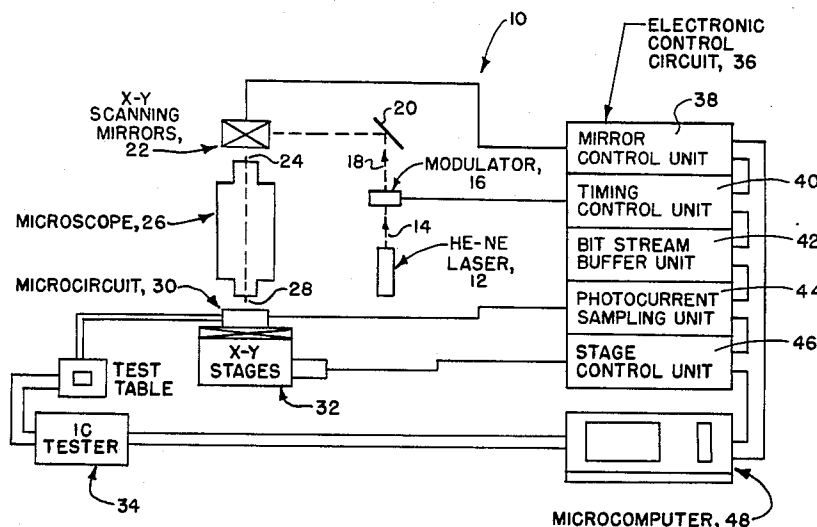 10
ELECTRONIC
CONTROL
CIRCUIT, 36
X-Y
SCANNING
MIRRORS,
22
20
38
MIRROR
CONTROL UNIT
24
18
MODULATOR,
16
40
TIMING
CONTROL UNIT
MICROSCOPE, 26
14
42
BIT STREAM
BUFFER UNIT
HE-NE
LASER,
12
MICROCIRCUIT, 30
28
44
PHOTOCURRENT
SAMPLING UNIT
X-Y
STAGES
46
STAGE
CONTROL UNIT
TEST
TABLE
32
IC
TESTER
34
MICROCOMPUTER, 48